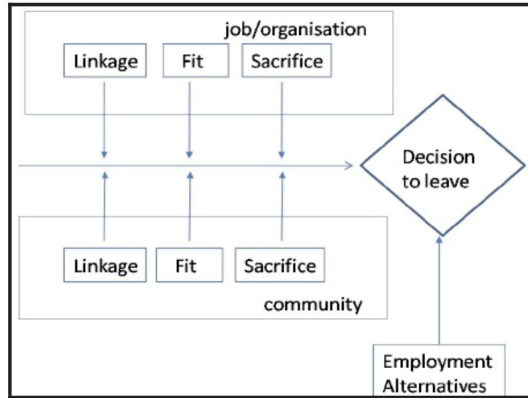 job/organisation
Linkage Fit Sacrifice
Decision
to leave
Linkage Fit Sacrifice
community
Employment
Alternatives